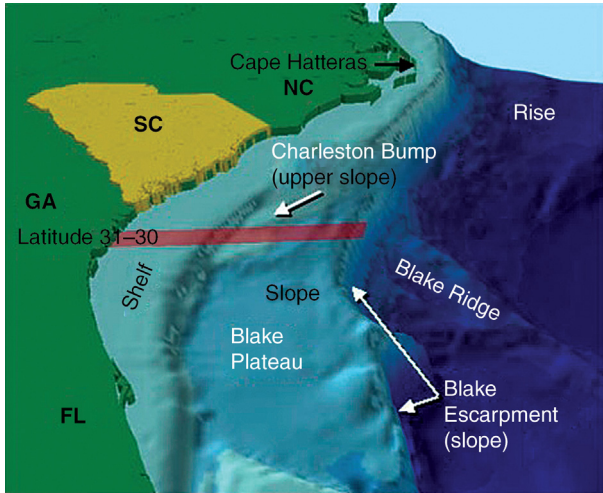 Cape Hatteras
NC
Rise
SC
Charleston Bump
(upper slope)
GA
Latitude 31–30
Shelf
Slope
Blake Ridge
Blake
Plateau
Blake
Escarpment
(slope)
FL